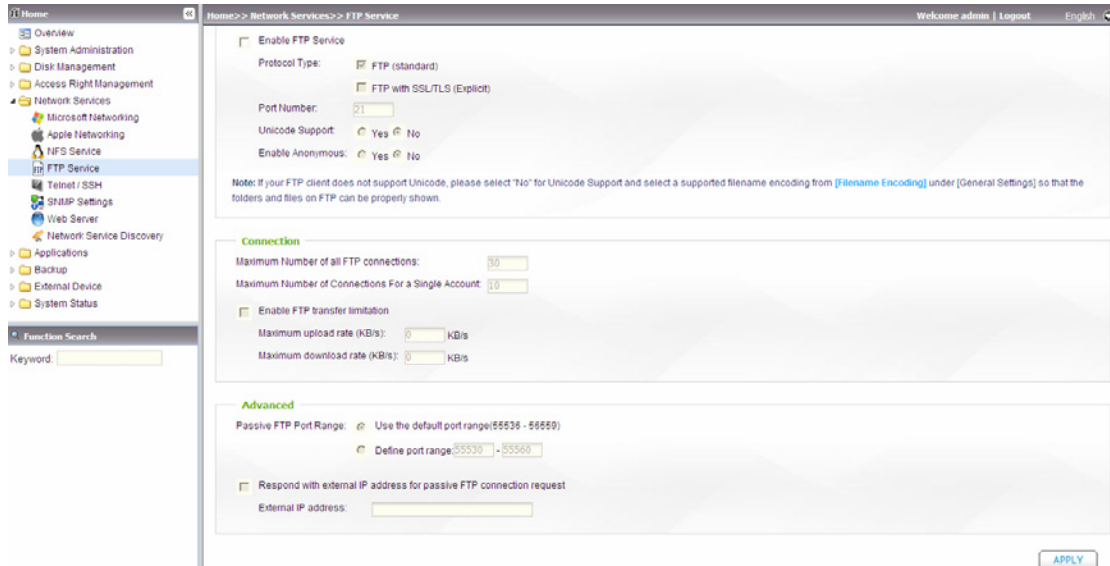 Home
Overview
System Administration
Disk Management
Access Right Management
Network Services
Microsoft Networking
Apple Networking
NFS Service
FTP Service
Telnet / SSH
SNMP Settings
Web Server
Network Service Discovery
Applications
Backup
External Device
System Status
Function Search
Keyword:
Home>> Network Services>> FTP Service
Welcome admin | Logout English
Enable FTP Service
Protocol Type: FTP (standard)
FTP with SSL/TLS (Explicit)
Port Number: 21
Unicode Support: Yes No
Enable Anonymous: Yes No
Note: If your FTP client does not support Unicode, please select "No" for Unicode Support and select a supported filename encoding from [Filename Encoding] under [General Settings] so that the
folders and files on FTP can be properly shown.
Connection
Maximum Number of all FTP connections: 30
Maximum Number of Connections For a Single Account: 10
Enable FTP transfer limitation
Maximum upload rate (KB/s): 0 KB/s
Maximum download rate (KB/s): 0 KB/s
Advanced
Passive FTP Port Range: Use the default port range(55536 - 56559)
Define port range: 55530 - 55560
Respond with external IP address for passive FTP connection request
External IP address:
APPLY